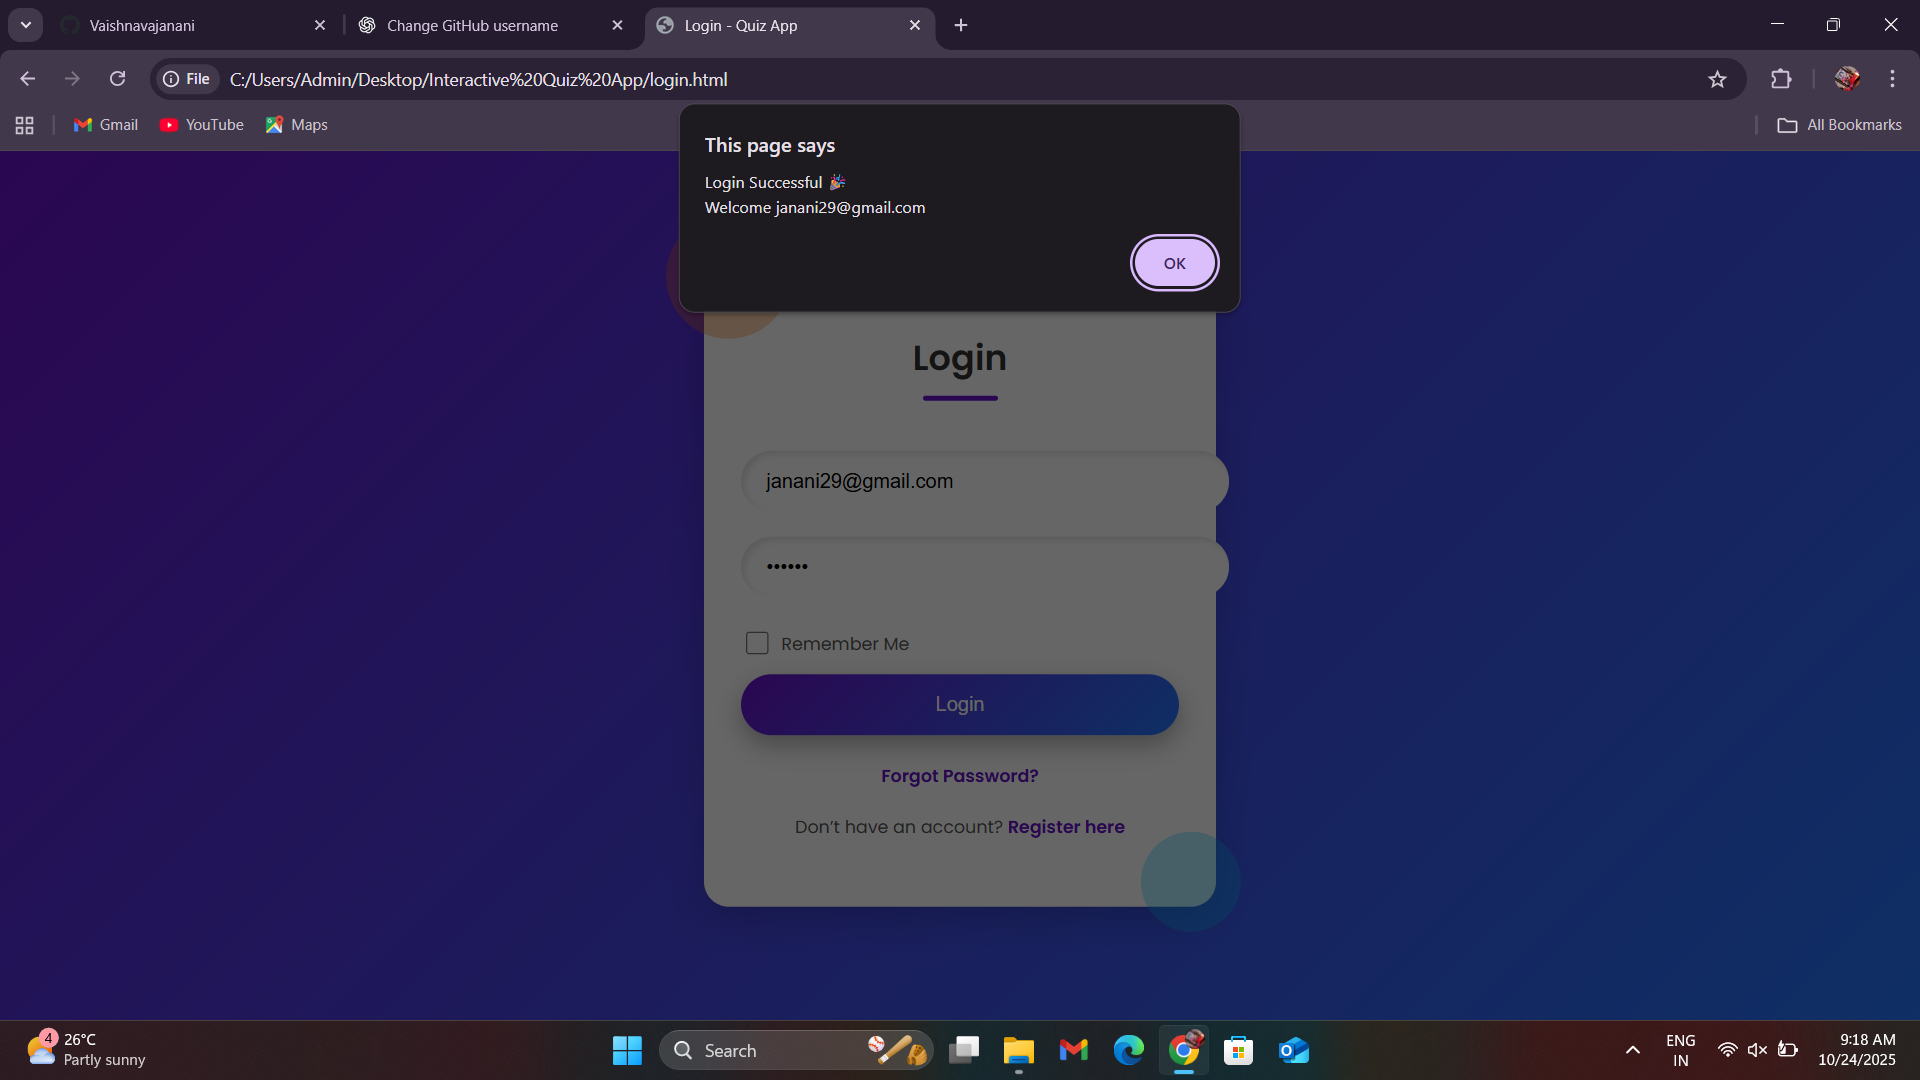 Vaishnavajanani
Change GitHub username
Login - Quiz App
File
C:/Users/Admin/Desktop/Interactive%20Quiz%20App/login.html
Gmail
YouTube
Maps
All Bookmarks
This page says
Login Successful 🎉
Welcome janani29@gmail.com
OK
Login
janani29@gmail.com
••••••
Remember Me
Login
Forgot Password?
Don’t have an account? Register here
4
26°C
Partly sunny
Search
ENG
IN
9:18 AM
10/24/2025